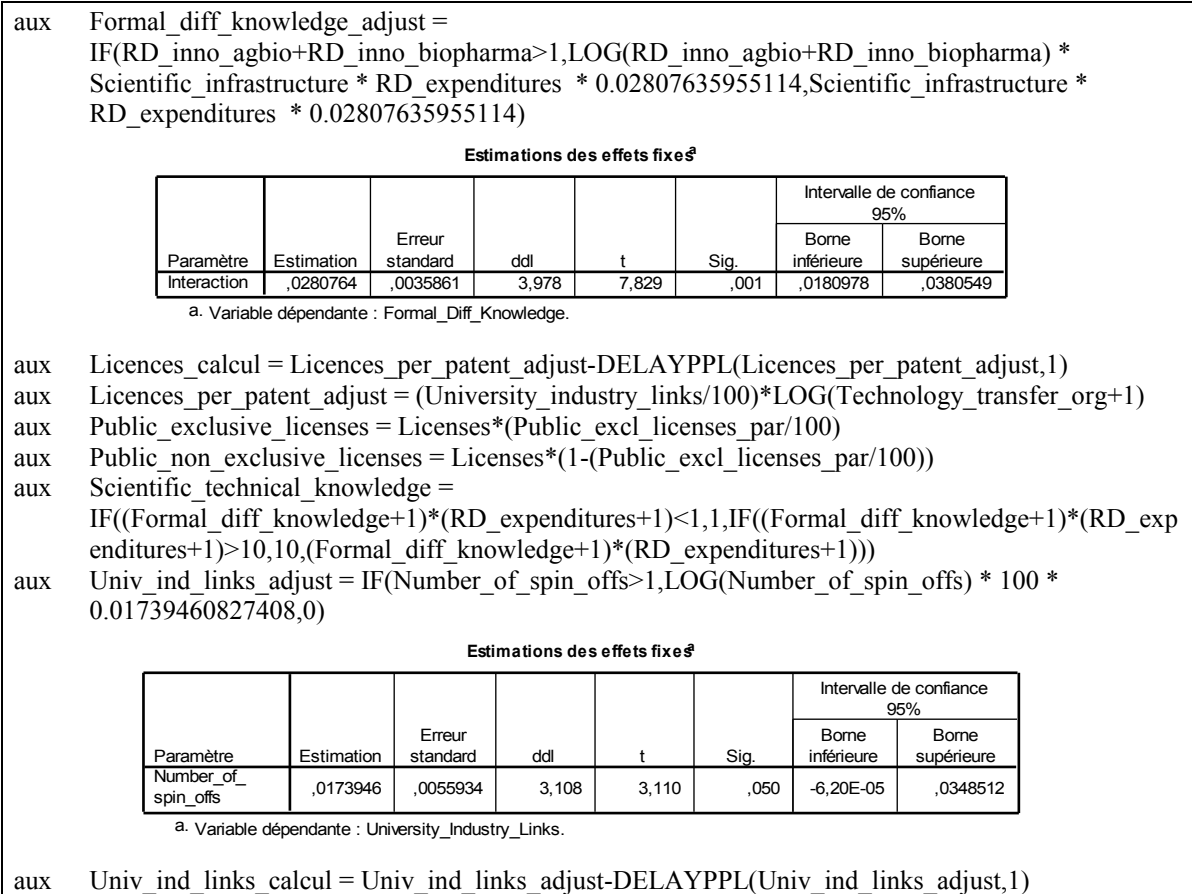 aux Formal_diff_knowledge_adjust =
IF(RD_inno_agbio+RD_inno_biopharma>1,LOG(RD_inno_agbio+RD_inno_biopharma) *
Scientific_infrastructure * RD_expenditures * 0.02807635955114,Scientific_infrastructure *
RD_expenditures * 0.02807635955114)
Estimations des effets fixes a
Intervalle de confiance
95%
Paramètre Estimation Erreur standard ddl t Sig. Borne inférieure Borne supérieure
Interaction ,0280764 ,0035861 3,978 7,829 ,001 ,0180978 ,0380549
a. Variable dépendante : Formal_Diff_Knowledge.
aux Licences_calcul = Licences_per_patent_adjust-DELAYPPL(Licences_per_patent_adjust,1)
aux Licences_per_patent_adjust = (University_industry_links/100)*LOG(Technology_transfer_org+1)
aux Public_exclusive_licenses = Licenses*(Public_excl_licenses_par/100)
aux Public_non_exclusive_licenses = Licenses*(1-(Public_excl_licenses_par/100))
aux Scientific_technical_knowledge =
IF((Formal_diff_knowledge+1)*(RD_expenditures+1)<1,1,IF((Formal_diff_knowledge+1)*(RD_exp
enditures+1)>10,10,(Formal_diff_knowledge+1)*(RD_expenditures+1)))
aux Univ_ind_links_adjust = IF(Number_of_spin_offs>1,LOG(Number_of_spin_offs) * 100 *
0.01739460827408,0)
Estimations des effets fixes a
Intervalle de confiance
95%
Paramètre Estimation Erreur standard ddl t Sig. Borne inférieure Borne supérieure
Number_of_spin_offs ,0173946 ,0055934 3,108 3,110 ,050 -6,20E-05 ,0348512
a. Variable dépendante : University_Industry_Links.
aux Univ_ind_links_calcul = Univ_ind_links_adjust-DELAYPPL(Univ_ind_links_adjust,1)